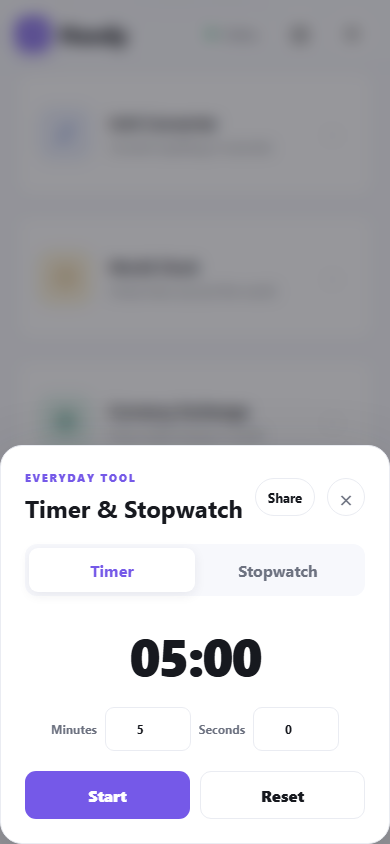 EVERYDAY TOOL
Timer & Stopwatch
Share
Timer
Stopwatch
05:00
Minutes
5
Seconds
0
Start
Reset